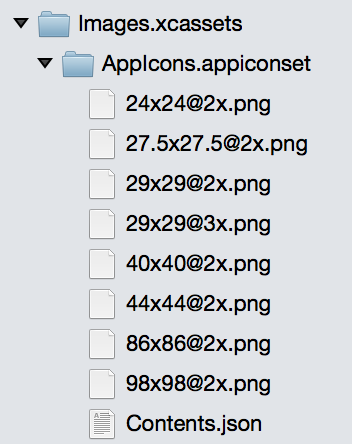 Images.xcassets
AppIcons.appiconset
24x24@2x.png
27.5x27.5@2x.png
29x29@2x.png
29x29@3x.png
40x40@2x.png
44x44@2x.png
86x86@2x.png
98x98@2x.png
Contents.json